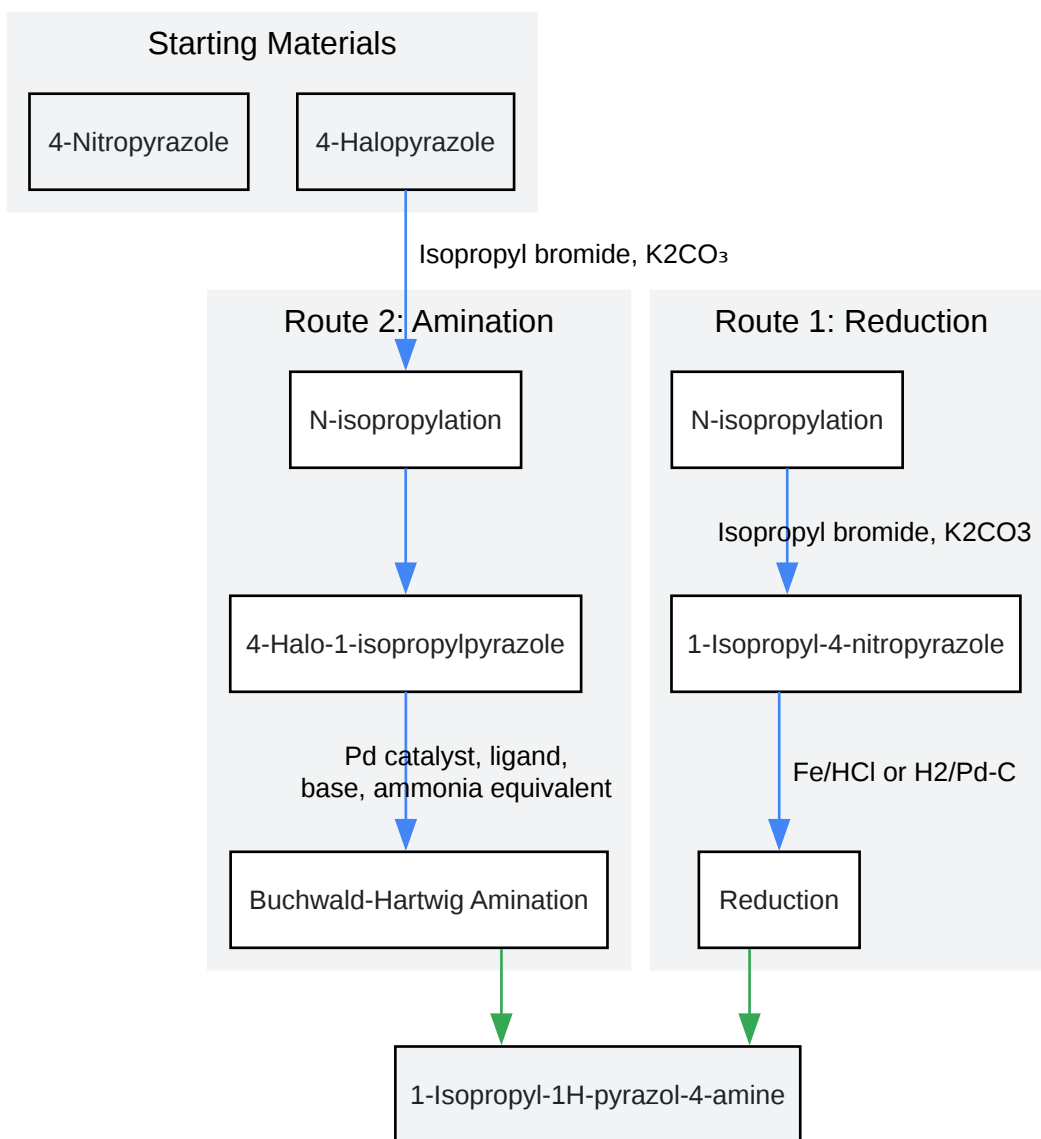 Starting Materials
4-Nitropyrazole
4-Halopyrazole
Isopropyl bromide, K2CO₃
Route 2: Amination
Route 1: Reduction
N-isopropylation
N-isopropylation
Isopropyl bromide, K2CO3
4-Halo-1-isopropylpyrazole
1-Isopropyl-4-nitropyrazole
Pd catalyst, ligand,
base, ammonia equivalent
Fe/HCl or H2/Pd-C
Buchwald-Hartwig Amination
Reduction
1-Isopropyl-1H-pyrazol-4-amine